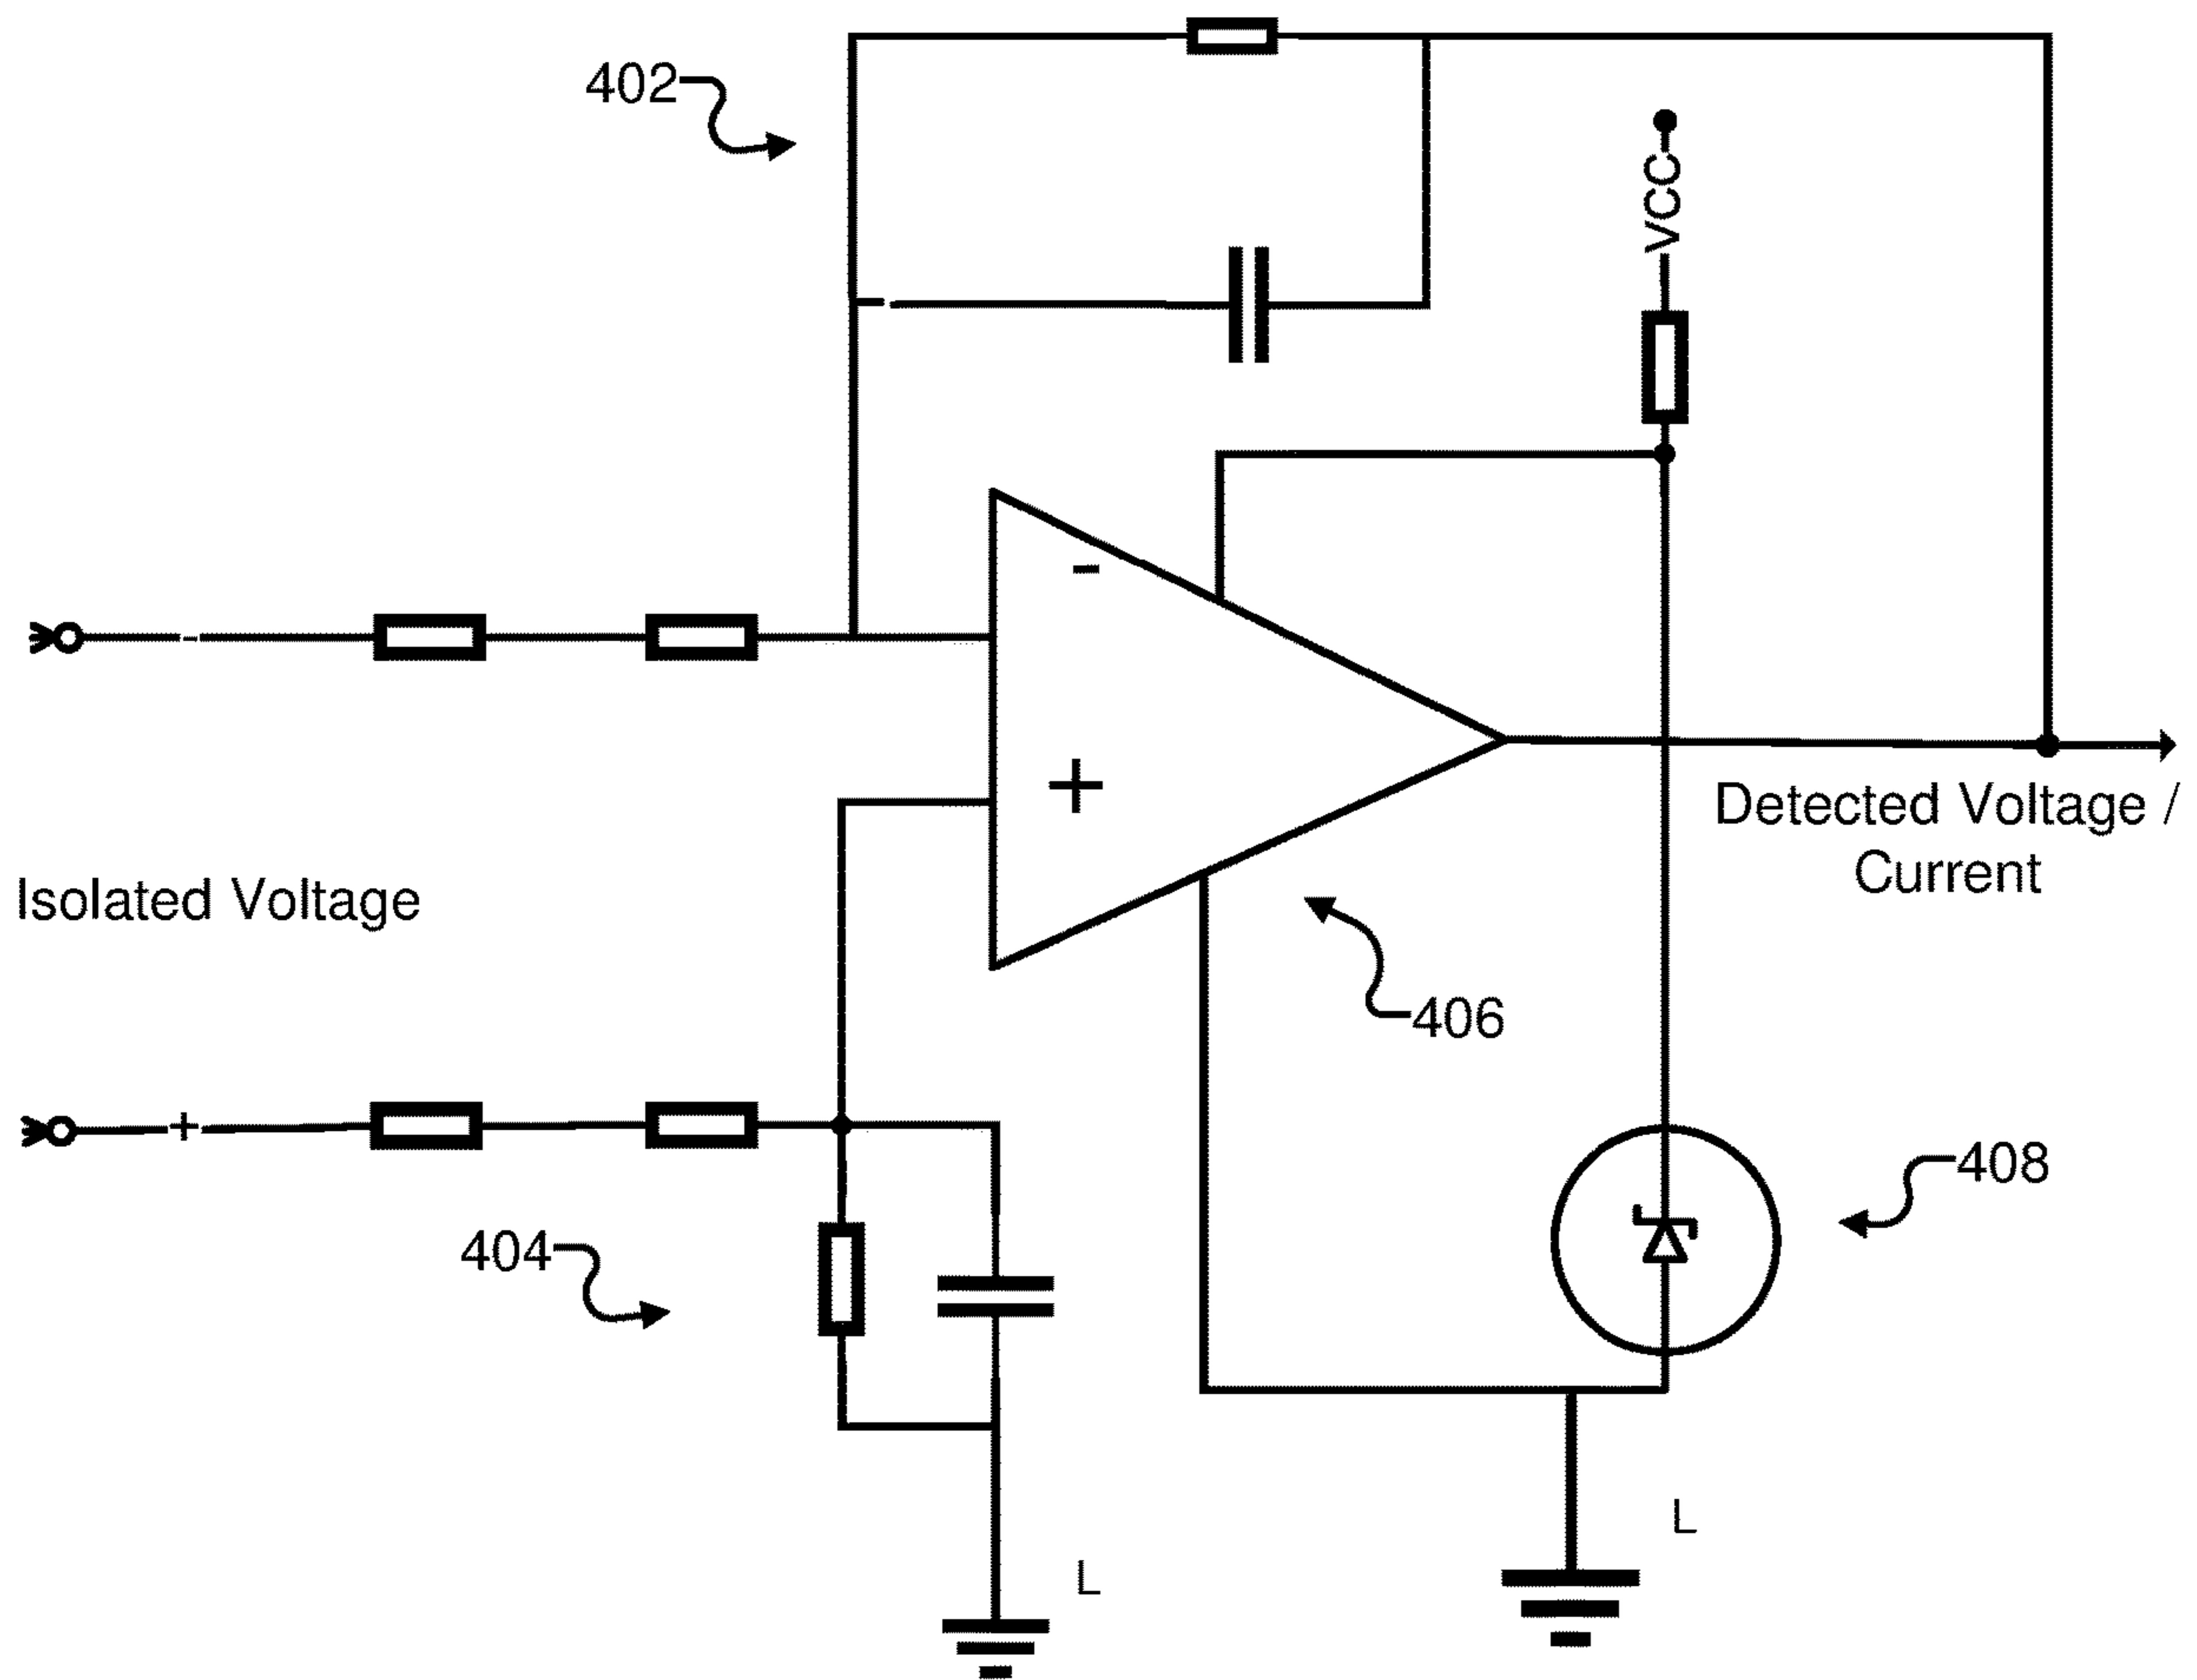 402
VCC
-
-
+
Detected Voltage /
Current
Isolated Voltage
406
+
408
404
L
L